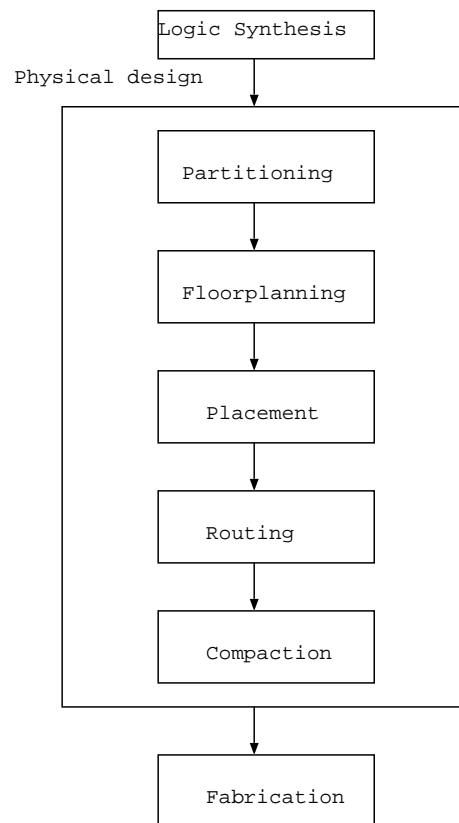 Logic Synthesis
Physical design
Partitioning
Floorplanning
Placement
Routing
Compaction
Fabrication